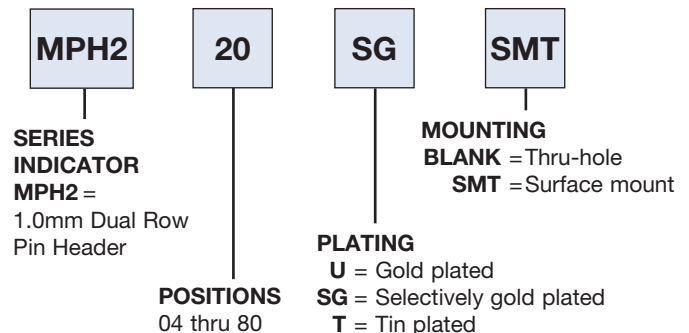 MPH2 20 SG SMT
SERIES
INDICATOR
MPH2 =
1.0mm Dual Row
Pin Header
POSITIONS
04 thru 80
PLATING
U = Gold plated
SG = Selectively gold plated
T = Tin plated
MOUNTING
BLANK = Thru-hole
SMT = Surface mount